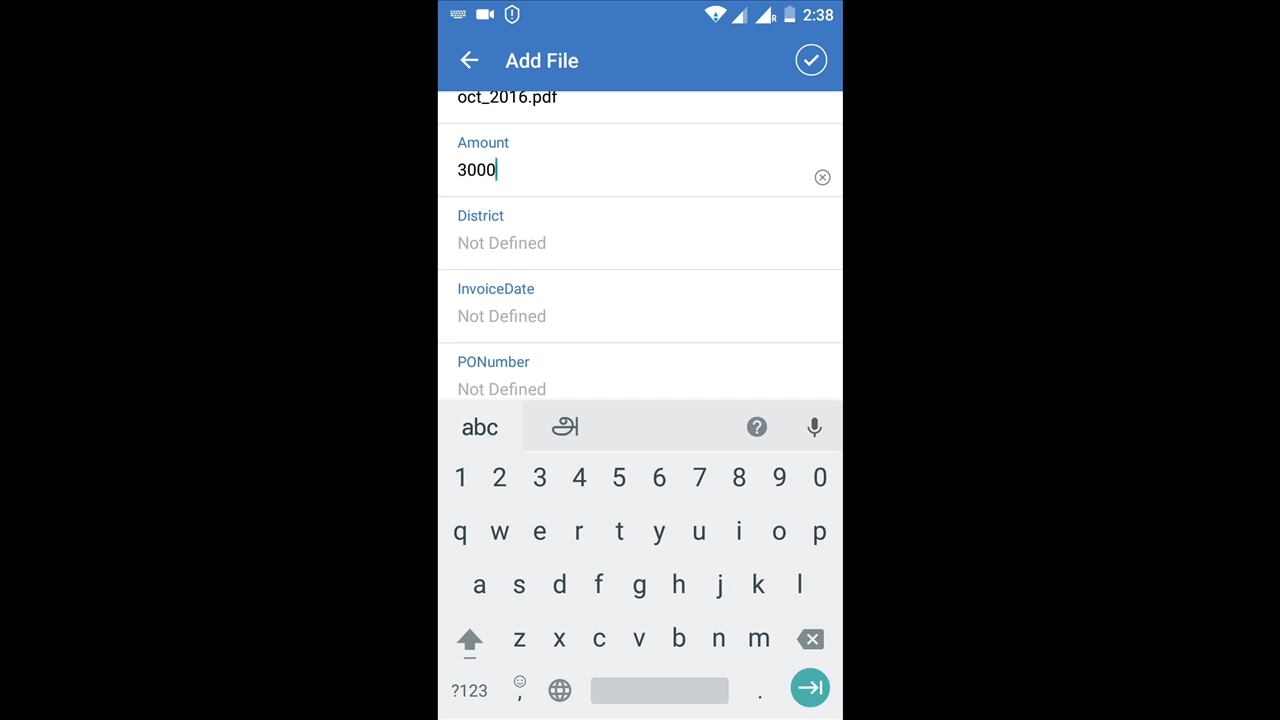 2:38
Add File
oct_2016.pdf
Amount
3000
District
Not Defined
InvoiceDate
Not Defined
PONumber
Not Defined
abc அ
1 2 3 4 5 6 7 8 9 0
q w e r t y u i o p
a s d f g h j k l
z x c v b n m
?123 , .